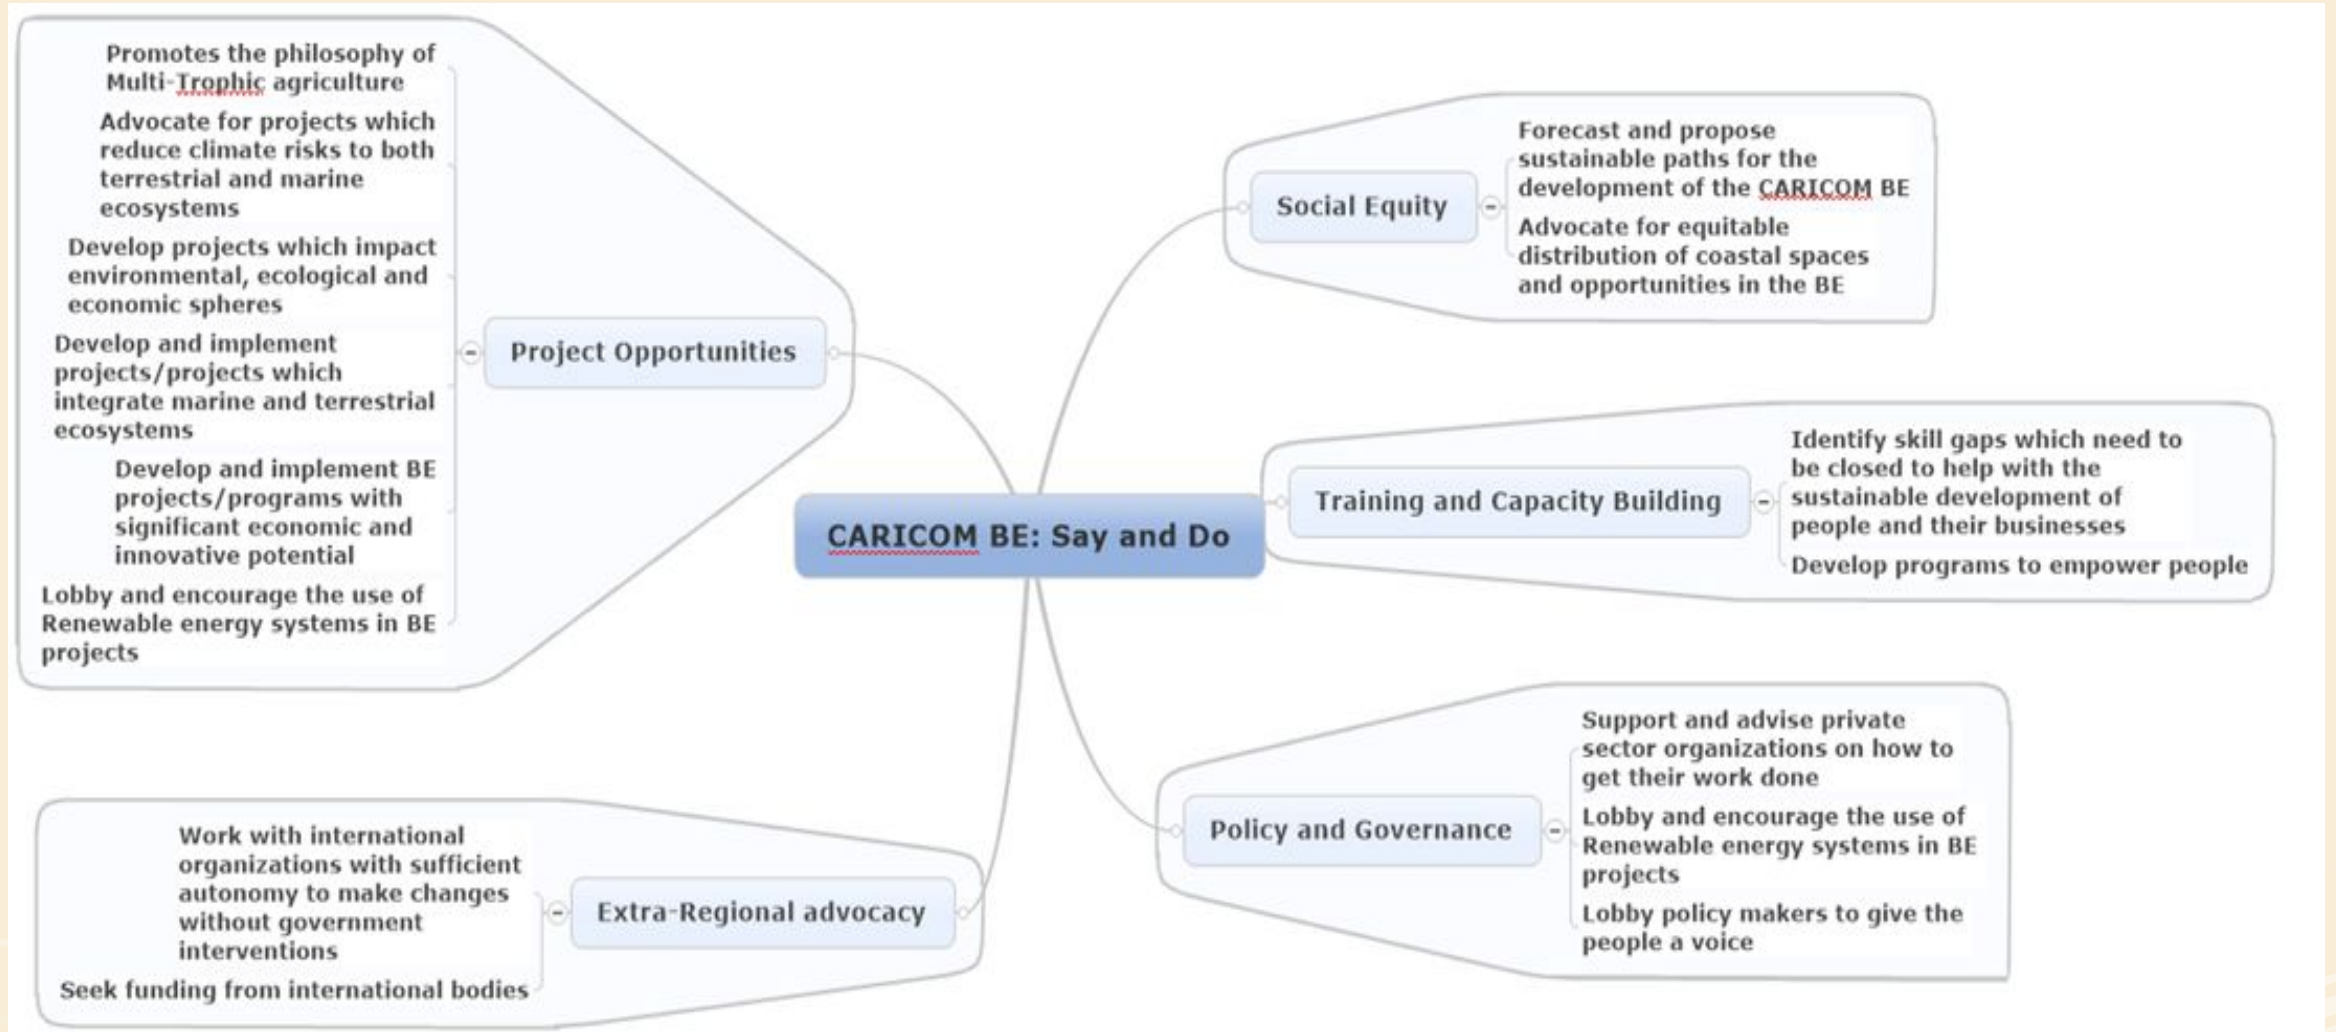 Promotes the philosophy of
Multi-Trophic agriculture
Advocate for projects which
reduce climate risks to both
terrestrial and marine
ecosystems
Develop projects which impact
environmental, ecological and
economic spheres
Develop and implement
projects/projects which
integrate marine and terrestrial
ecosystems
Develop and implement BE
projects/programs with
significant economic and
innovative potential
Lobby and encourage the use of
Renewable energy systems in BE
projects
Project Opportunities
Work with international
organizations with sufficient
autonomy to make changes
without government
interventions
Seek funding from international bodies
Extra-Regional advocacy
CARICOM BE: Say and Do
Social Equity
Forecast and propose
sustainable paths for the
development of the CARICOM BE
Advocate for equitable
distribution of coastal spaces
and opportunities in the BE
Training and Capacity Building
Identify skill gaps which need to
be closed to help with the
sustainable development of
people and their businesses
Develop programs to empower people
Policy and Governance
Support and advise private
sector organizations on how to
get their work done
Lobby and encourage the use of
Renewable energy systems in BE
projects
Lobby policy makers to give the
people a voice